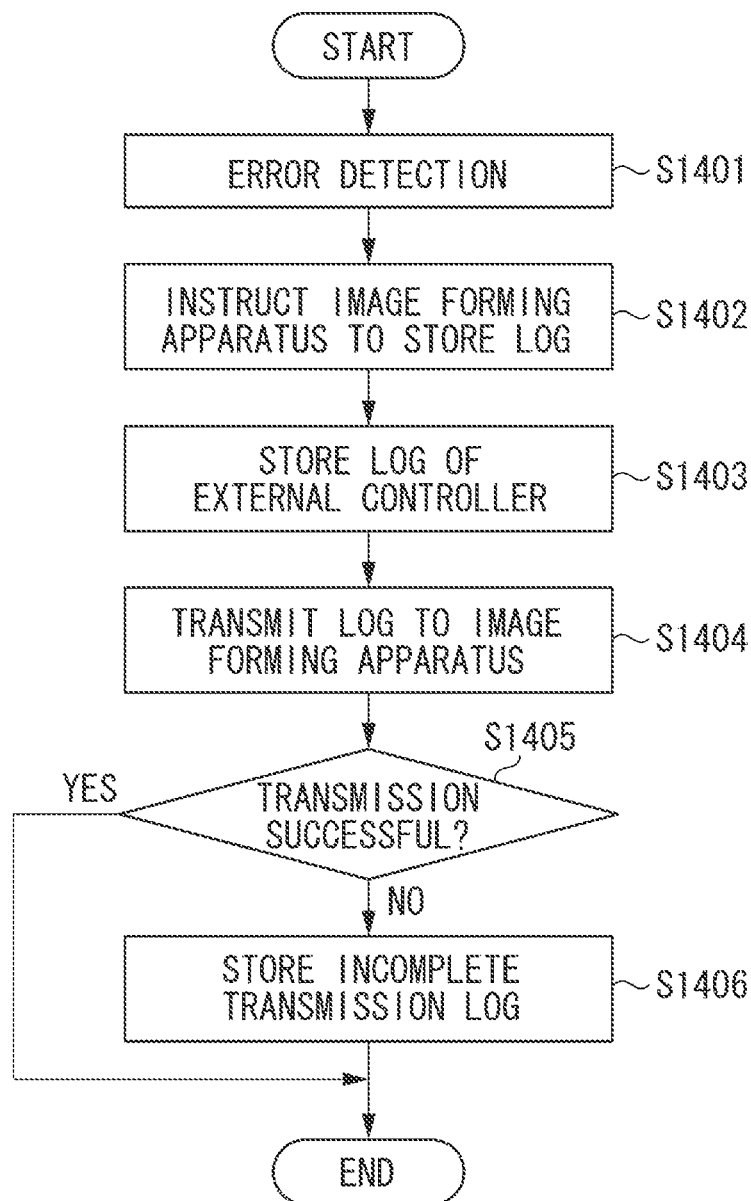 START
ERROR DETECTION
S1401
INSTRUCT IMAGE FORMING
APPARATUS TO STORE LOG
S1402
STORE LOG OF
EXTERNAL CONTROLLER
S1403
TRANSMIT LOG TO IMAGE
FORMING APPARATUS
S1404
S1405
YES
TRANSMISSION
SUCCESSFUL?
NO
STORE INCOMPLETE
TRANSMISSION LOG
S1406
END